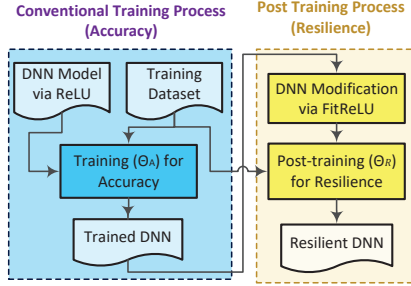 Conventional Training Process
(Accuracy)
Post Training Process
(Resilience)
DNN Model
via ReLU
Training
Dataset
Training (ΘA) for
Accuracy
Trained DNN
DNN Modification
via FitReLU
Post-training (ΘR)
for Resilience
Resilient DNN